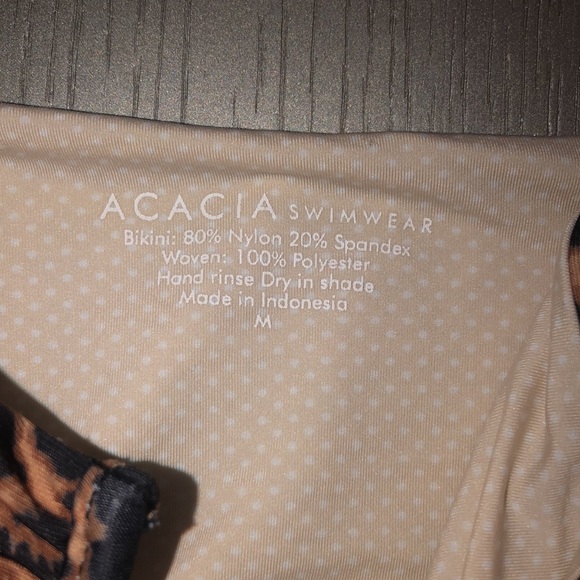 ACACIA SWIMWEAR
Bikini: 80% Nylon 20% Spandex
Woven: 100% Polyester
Hand rinse Dry in shade
Made in Indonesia
M